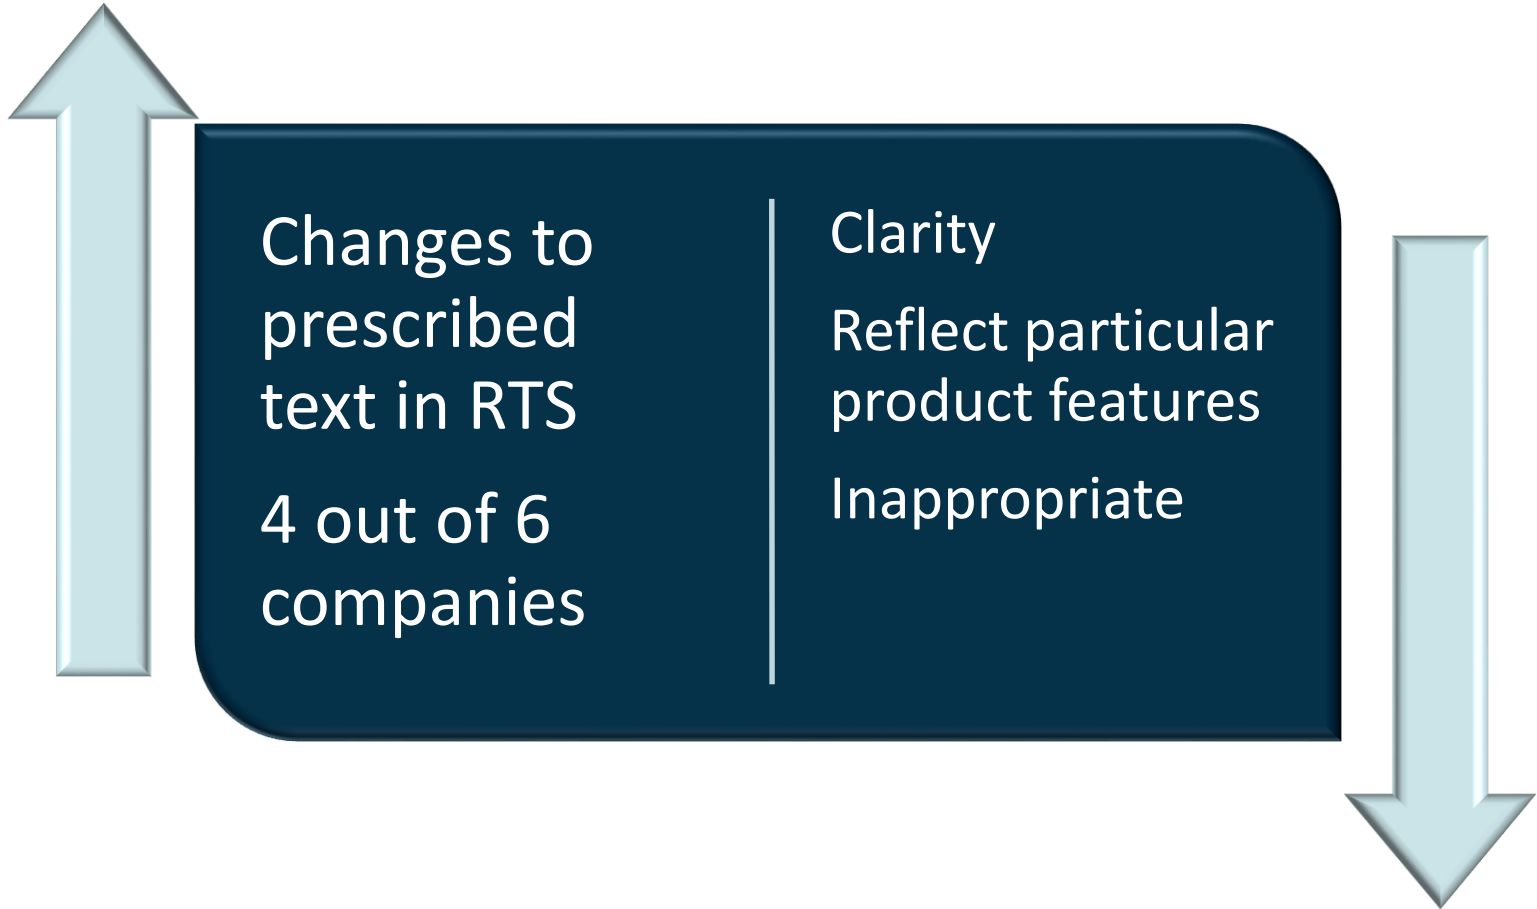 Changes to
prescribed
text in RTS
4 out of 6
companies
Clarity
Reflect particular
product features
Inappropriate